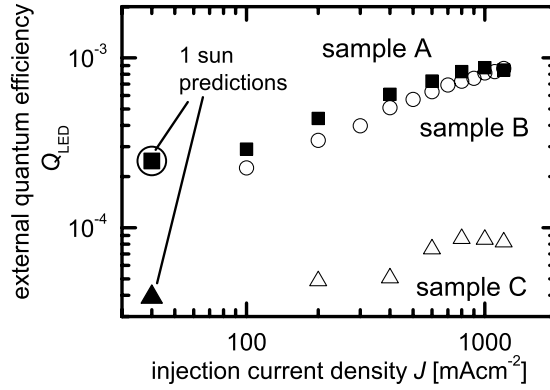 10⁻³
sample A
1 sun
predictions
sample B
10⁻⁴
sample C
100
1000
external quantum efficiency
Q_LED
injection current density J [mAcm⁻²]